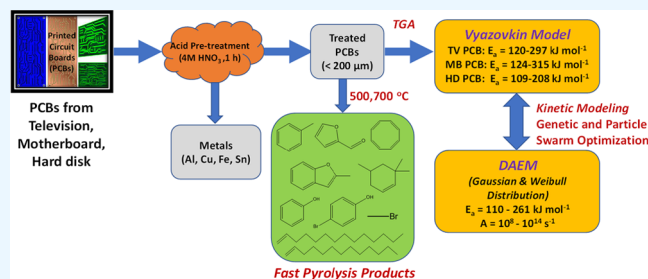 Printed
Circuit
Boards
(PCBs)
PCBs from
Television,
Motherboard,
Hard disk
Acid Pre-treatment
(4M HNO₃ ,1 h)
Metals
(Al, Cu, Fe, Sn)
Treated
PCBs
(< 200 μm)
TGA
500,700 °C
OH
OH
Br
Br
Fast Pyrolysis Products
Vyazovkin Model
TV PCB: Eₐ = 120-297 kJ mol⁻¹
MB PCB: Eₐ = 124-315 kJ mol⁻¹
HD PCB: Eₐ = 109-208 kJ mol⁻¹
Kinetic Modeling
Genetic and Particle
Swarm Optimization
DAEM
(Gaussian & Weibull
Distribution)
Eₐ = 110 - 261 kJ mol⁻¹
A = 10⁸ - 10¹⁴ s⁻¹